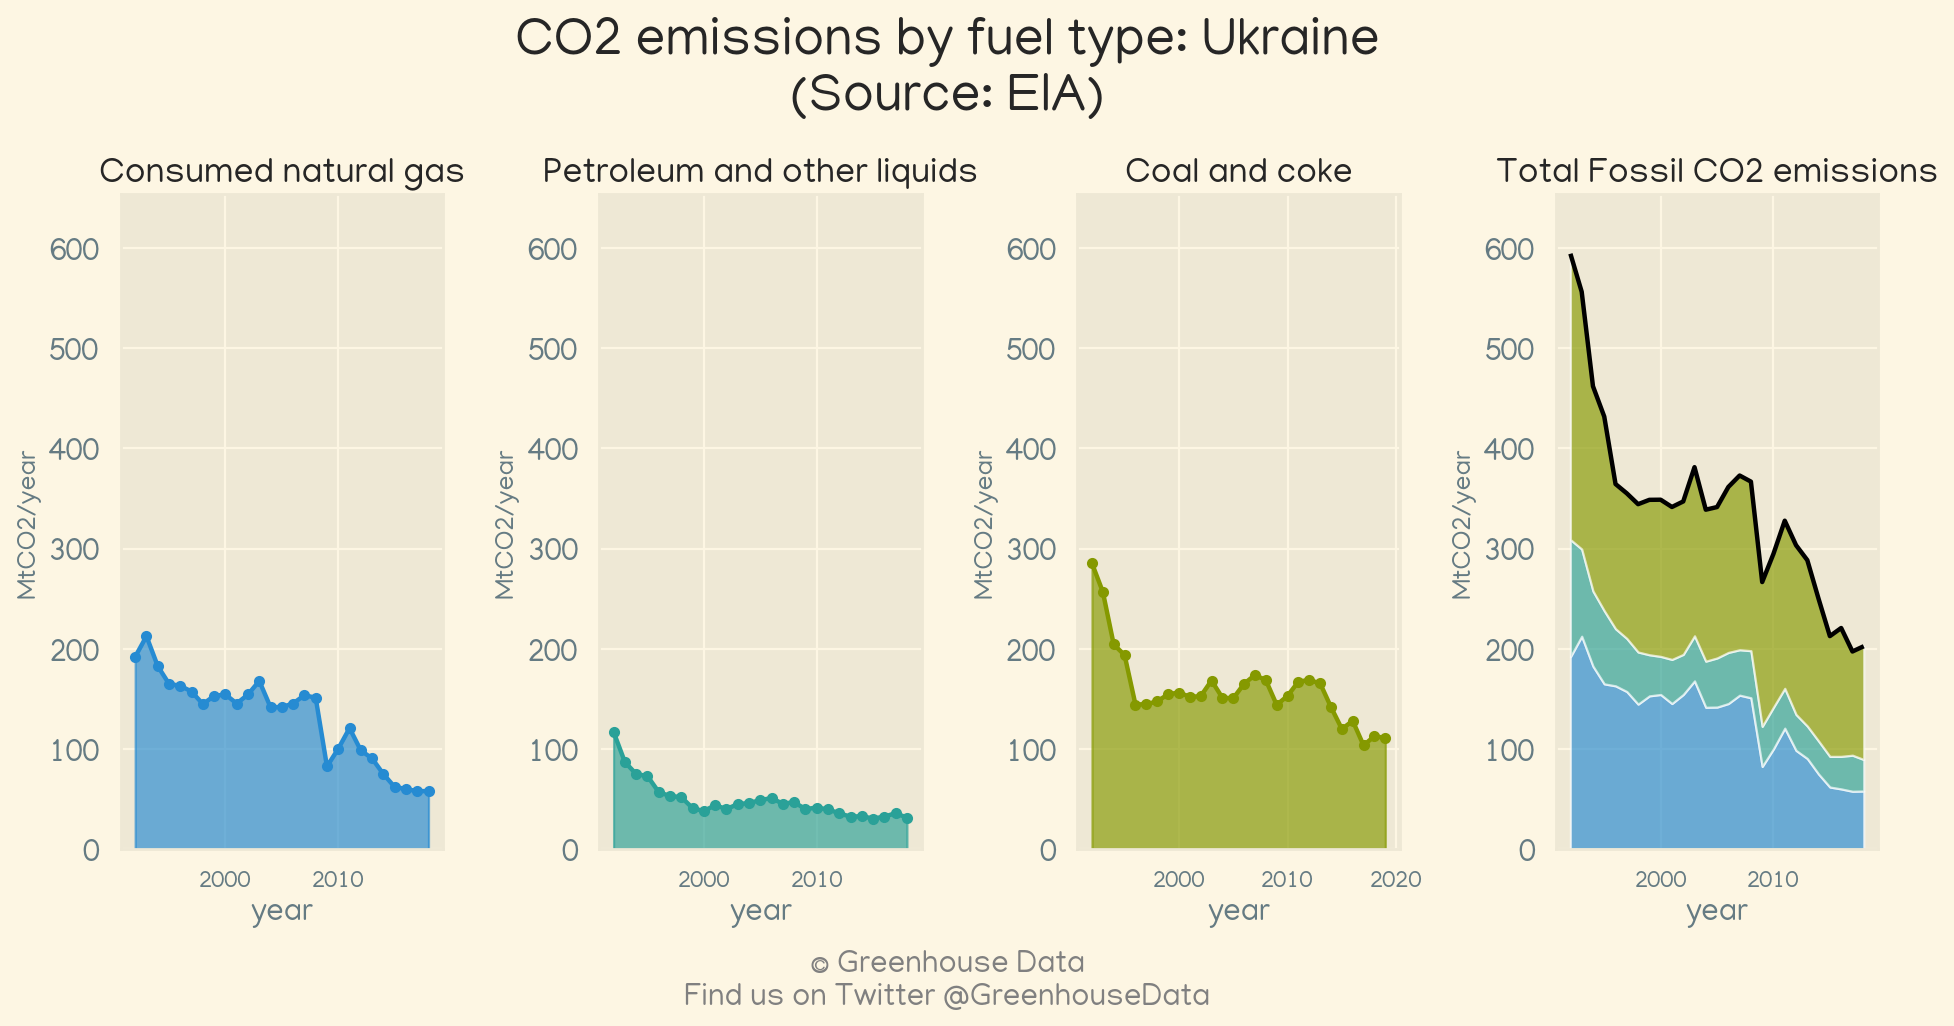 CO2 emissions by fuel type: Ukraine
(Source: EIA)
Consumed natural gas
600
500
400
300
200
100
0
MtCO2/year
2000 2010
year
Petroleum and other liquids
600
500
400
300
200
100
0
MtCO2/year
2000 2010
year
Coal and coke
600
500
400
300
200
100
0
MtCO2/year
2000 2010 2020
year
Total Fossil CO2 emissions
600
500
400
300
200
100
0
MtCO2/year
2000 2010
year
© Greenhouse Data
Find us on Twitter @GreenhouseData